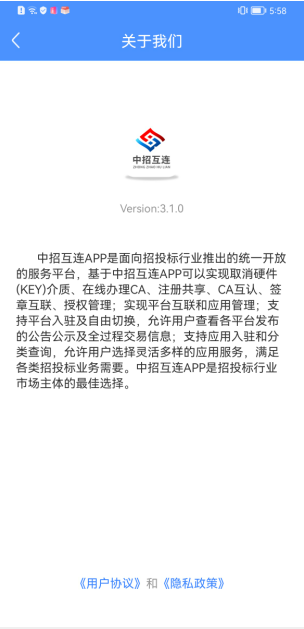 5:58
关于我们
中招互连
ZHONG ZHAO HU LIAN
Version:3.1.0
中招互连APP是面向招投标行业推出的统一开放
的服务平台，基于中招互连APP可以实现取消硬件
(KEY)介质、在线办理CA、注册共享、CA互认、签
章互联、授权管理；实现平台互联和应用管理；支
持平台入驻及自由切换，允许用户查看各平台发布
的公告公示及全过程交易信息；支持应用入驻和分
类查询，允许用户选择灵活多样的应用服务，满足
各类招投标业务需要。中招互连APP是招投标行业
市场主体的最佳选择。
《用户协议》和《隐私政策》